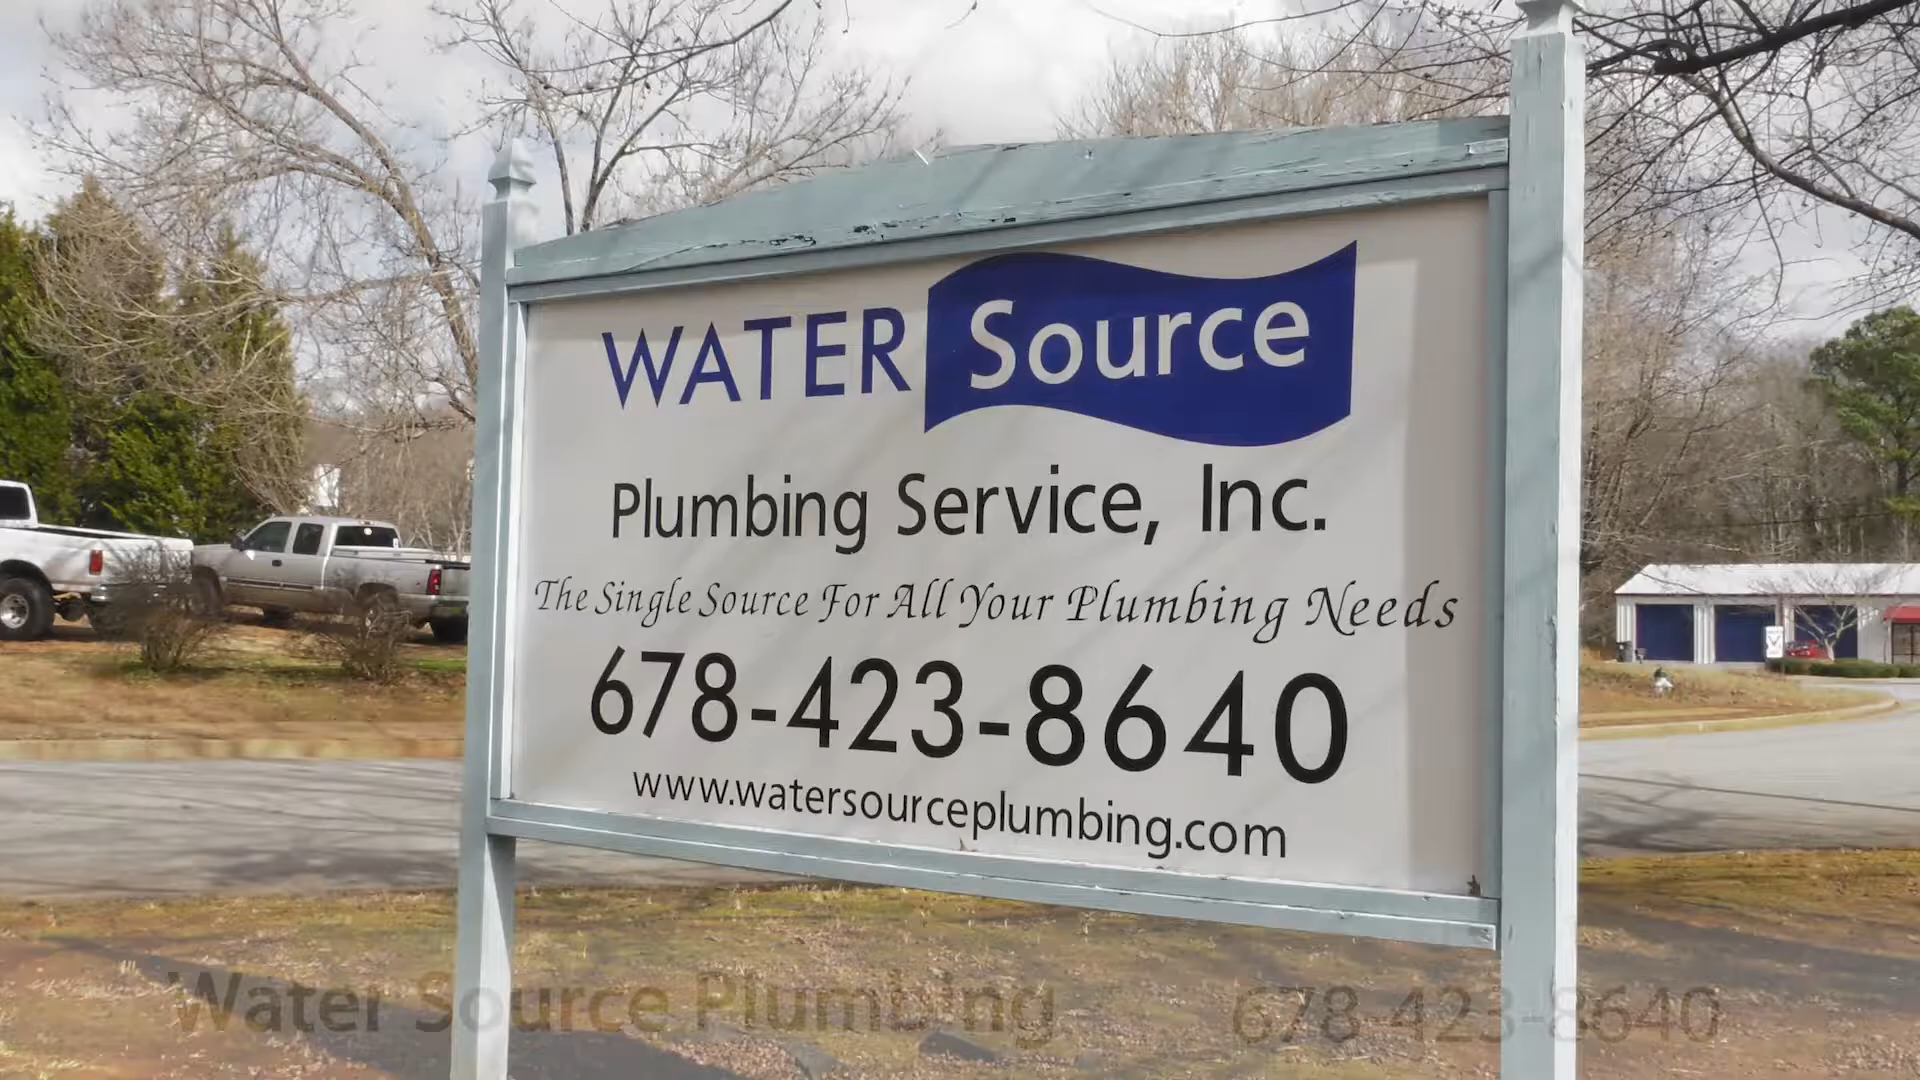 WATER Source
Plumbing Service, Inc.
The Single Source For All Your Plumbing Needs
678-423-8640
www.watersourceplumbing.com
Water Source Plumbing 678-423-8640